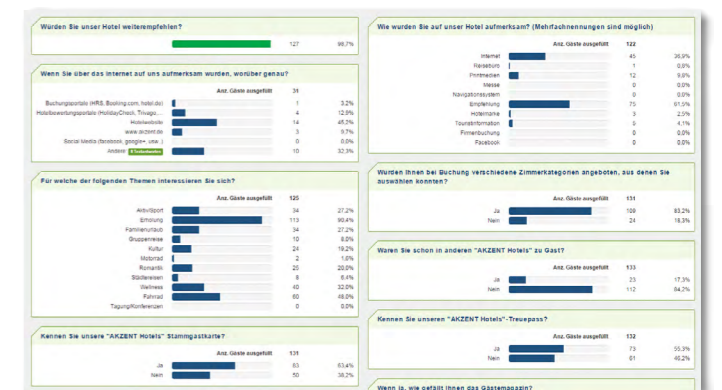 Würden Sie unser Hotel weiterempfehlen?
127 98,7%
Wenn Sie über das Internet auf uns aufmerksam wurden, worüber genau?
Anz. Gäste ausgefüllt 31
Buchungsportale (HRS, Booking.com, hotel.de) 1 3,2%
Hotelbewertungsportale (HolidayCheck, Trivago,... 4 12,9%
Hotelwebsite 14 45,2%
www.akzent.de 3 9,7%
Social Media (facebook, google+, usw..) 0 0,0%
Andere 10 32,3%
Für welche der folgenden Themen interessieren Sie sich?
Anz. Gäste ausgefüllt 125
Aktiv/Sport 34 27,2%
Erholung 113 90,4%
Familienurlaub 34 27,2%
Gruppenreise 10 8,0%
Kultur 24 19,2%
Motorrad 2 1,6%
Romantik 25 20,0%
Städtereisen 8 6,4%
Wellness 40 32,0%
Fahrrad 60 48,0%
Tagung/Konferenzen 0 0,0%
Kennen Sie unsere "AKZENT Hotels" Stammgastkarte?
Anz. Gäste ausgefüllt 131
Ja 83 63,4%
Nein 50 38,2%
Wie wurden Sie auf unser Hotel aufmerksam? (Mehrfachnennungen sind möglich)
Anz. Gäste ausgefüllt 122
Internet 45 36,9%
Reisebüro 1 0,8%
Printmedien 12 9,8%
Messe 0 0,0%
Navigationssystem 0 0,0%
Empfehlung 75 61,5%
Hotelname 3 2,5%
Touristinformation 5 4,1%
Firmenbuchung 0 0,0%
Facebook 0 0,0%
Wurden Ihnen bei Buchung verschiedene Zimmerkategorien angeboten, aus denen Sie
auswählen konnten?
Anz. Gäste ausgefüllt 131
Ja 109 83,2%
Nein 24 18,3%
Waren Sie schon in anderen "AKZENT Hotels" zu Gast?
Anz. Gäste ausgefüllt 133
Ja 23 17,3%
Nein 112 84,2%
Kennen Sie unseren "AKZENT Hotels"-Treuepass?
Anz. Gäste ausgefüllt 132
Ja 73 55,3%
Nein 61 46,2%
Wenn ja, wie gefällt Ihnen das Gästemagazin?